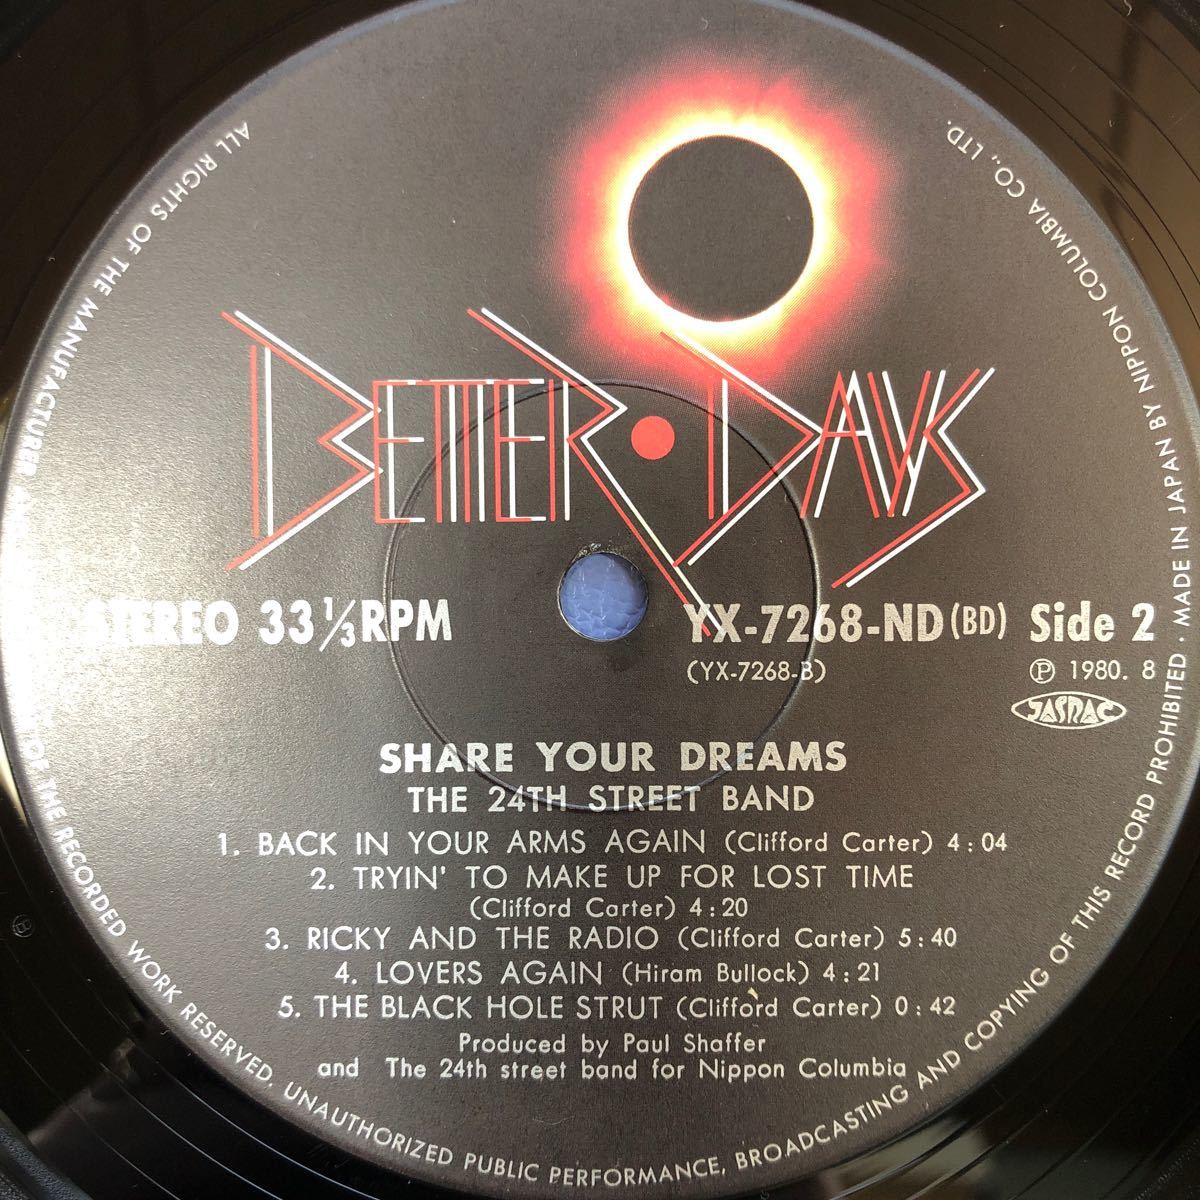 BETTER·DAYS
STEREO 33 1/3 RPM
YX-7268-ND (BD) Side 2
(YX-7268-B)
Ⓟ 1980. 8
JASRAC
SHARE YOUR DREAMS
THE 24TH STREET BAND
1. BACK IN YOUR ARMS AGAIN (Clifford Carter) 4:04
2. TRYIN' TO MAKE UP FOR LOST TIME
(Clifford Carter) 4:20
3. RICKY AND THE RADIO (Clifford Carter) 5:40
4. LOVERS AGAIN (Hiram Bullock) 4:21
5. THE BLACK HOLE STRUT (Clifford Carter) 0:42
Produced by Paul Shaffer
and The 24th street band for Nippon Columbia
ALL RIGHTS OF THE MANUFACTURER OF THE RECORDED WORK RESERVED. UNAUTHORIZED PUBLIC PERFORMANCE, BROADCASTING AND COPYING OF THIS RECORD PROHIBITED · MADE IN JAPAN BY NIPPON COLUMBIA CO., LTD.
Ⓑ